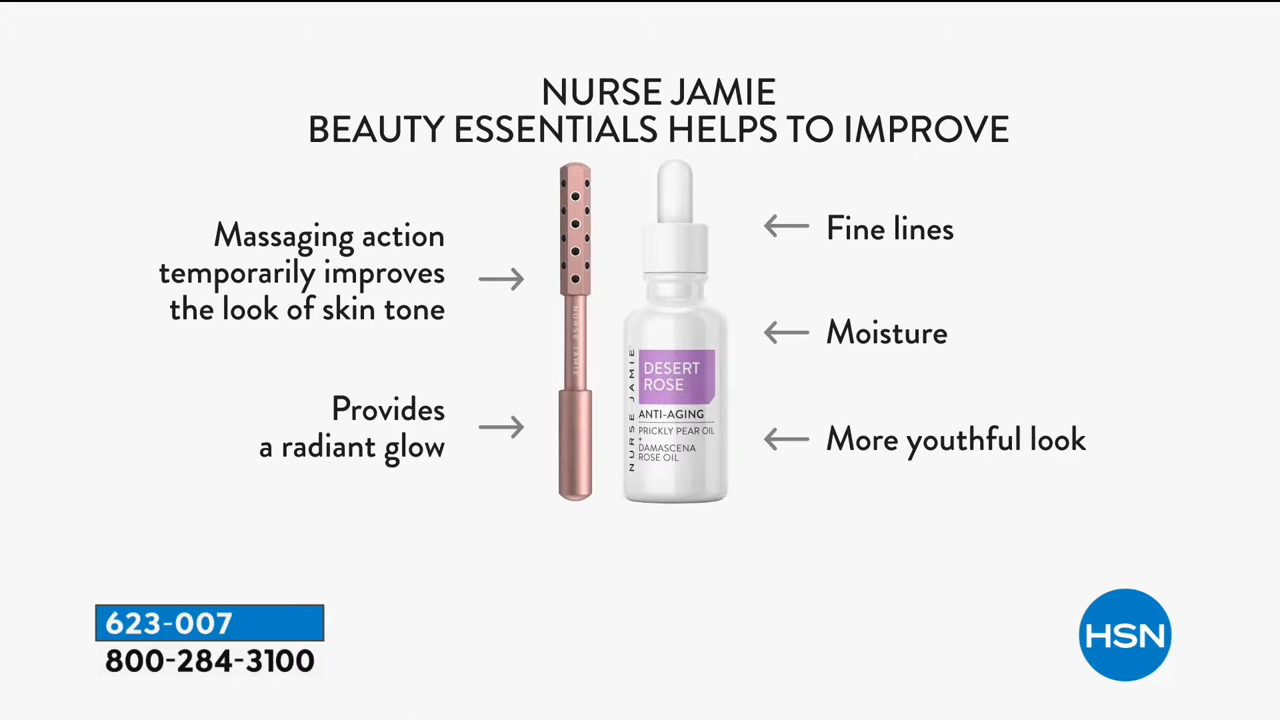 NURSE JAMIE
BEAUTY ESSENTIALS HELPS TO IMPROVE
Massaging action
temporarily improves
the look of skin tone
Provides
a radiant glow
NURSE JAMIE
NURSE JAMIE
DESERT
ROSE
ANTI-AGING
PRICKLY PEAR OIL
+
DAMASCENA
ROSE OIL
Fine lines
Moisture
More youthful look
623-007
800-284-3100
HSN